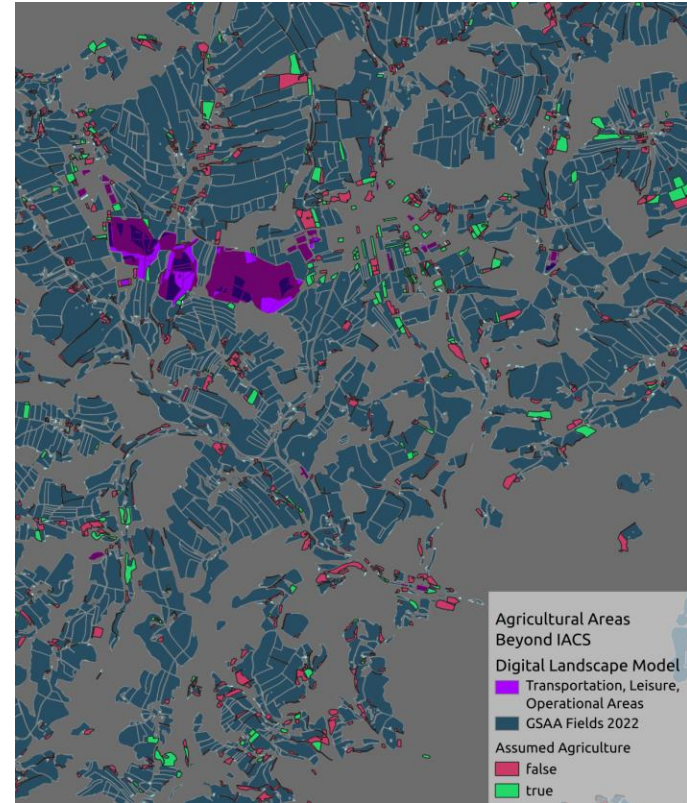 Agricultural Areas
Beyond IACS
Digital Landscape Model
Transportation, Leisure,
Operational Areas
GSAA Fields 2022
Assumed Agriculture
false
true